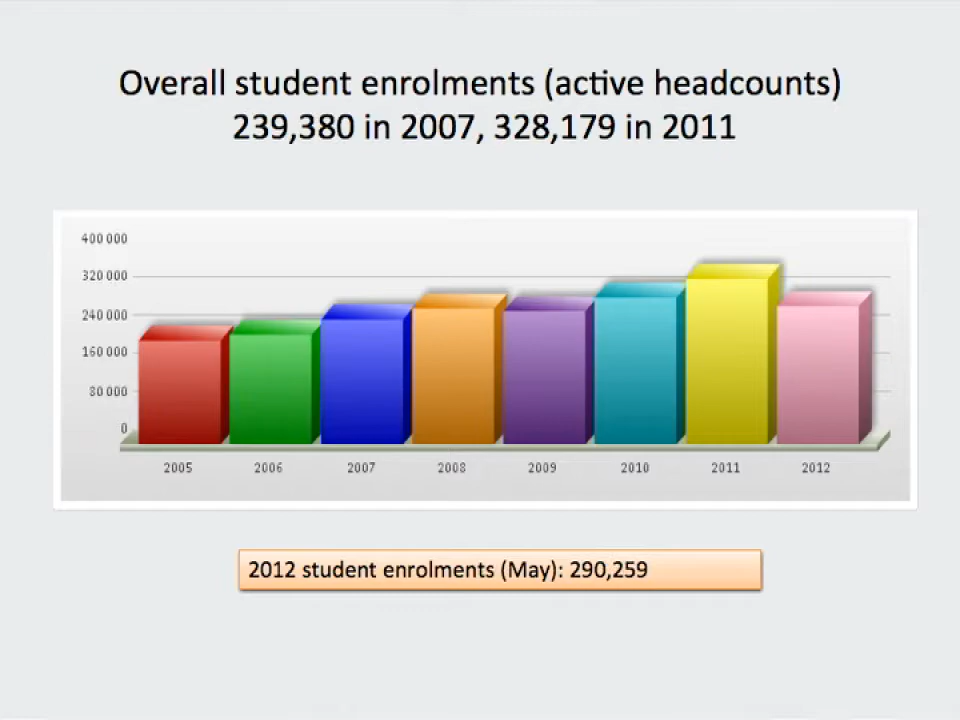 Overall student enrolments (active headcounts)
239,380 in 2007, 328,179 in 2011
400 000
320 000
240 000
160 000
80 000
0
2005 2006 2007 2008 2009 2010 2011 2012
2012 student enrolments (May): 290,259